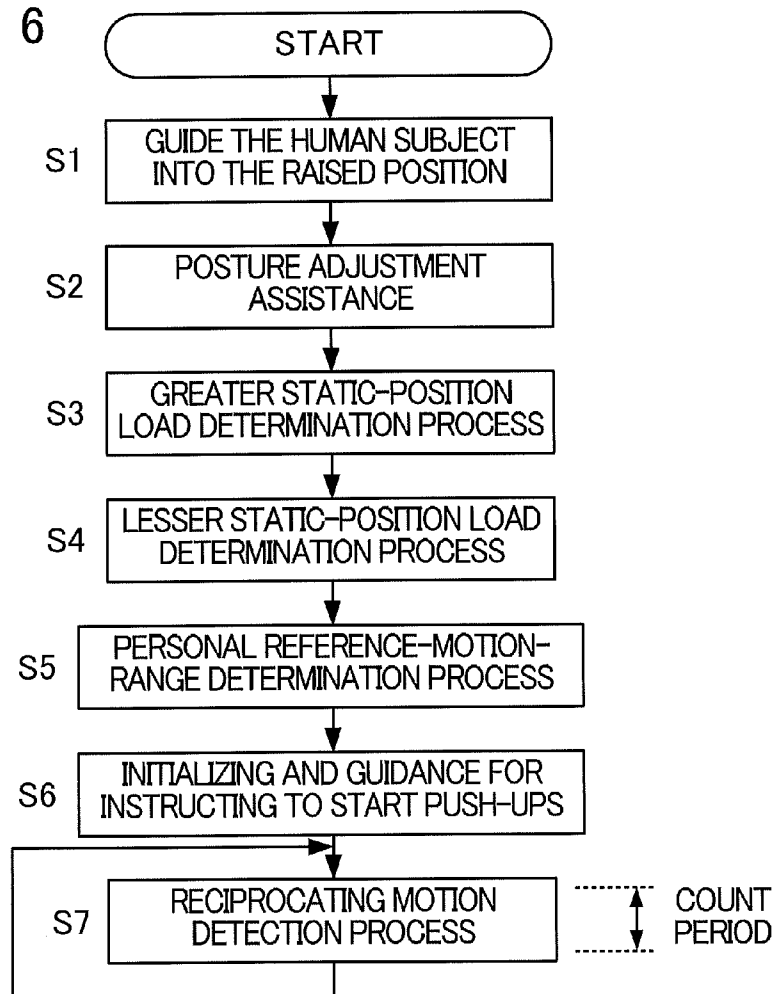 6
START
S1
GUIDE THE HUMAN SUBJECT
INTO THE RAISED POSITION
S2
POSTURE ADJUSTMENT
ASSISTANCE
S3
GREATER STATIC-POSITION
LOAD DETERMINATION PROCESS
S4
LESSER STATIC-POSITION LOAD
DETERMINATION PROCESS
S5
PERSONAL REFERENCE-MOTION-
RANGE DETERMINATION PROCESS
S6
INITIALIZING AND GUIDANCE FOR
INSTRUCTING TO START PUSH-UPS
S7
RECIPROCATING MOTION
DETECTION PROCESS
COUNT
PERIOD